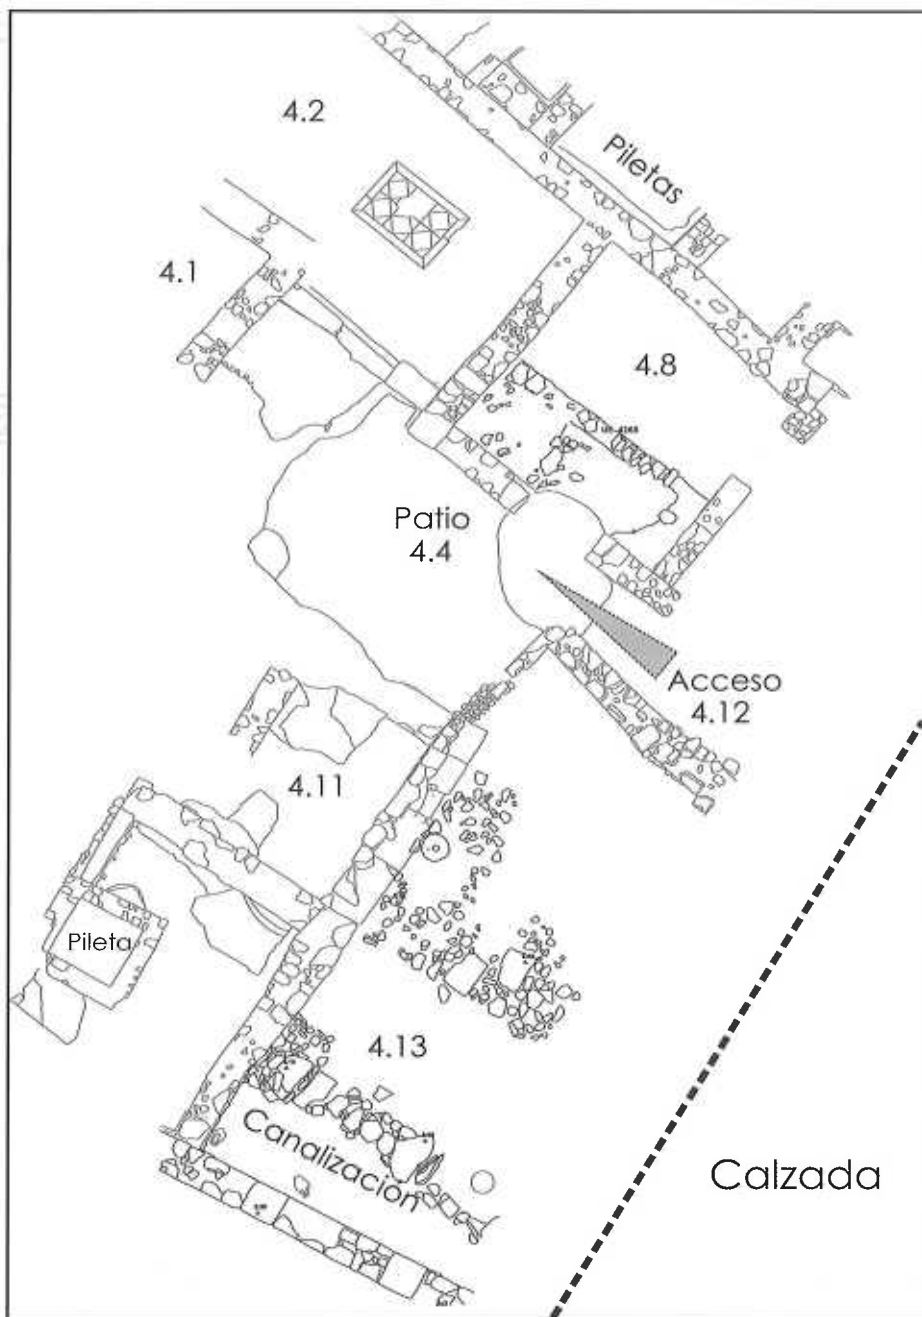 4.2
Piletas
4.1
4.8
Patio
4.4
Acceso
4.12
4.11
Pileta
4.13
Canalización
Calzada